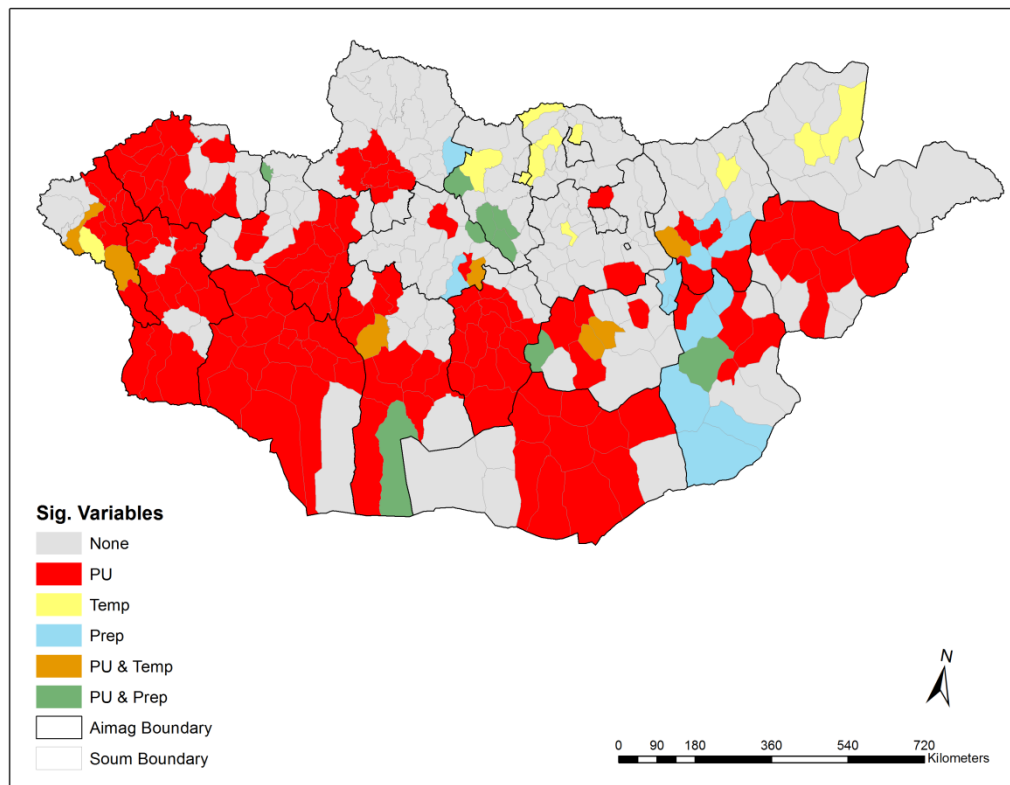 Sig. Variables
None
PU
Temp
Prep
PU & Temp
PU & Prep
Aimag Boundary
Soum Boundary
N
0 90 180 360 540 720
Kilometers